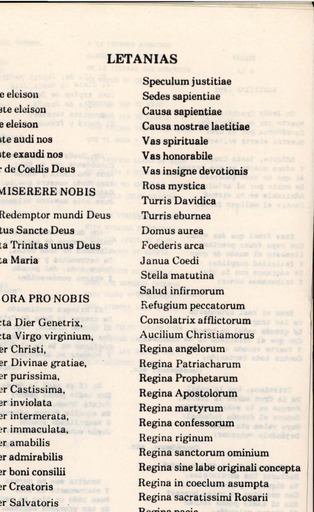 LETANIAS
e eleison
ste eleison
e eleison
ste audi nos
ste exaudi nos
r de Coellis Deus
MISERERE NOBIS
Redemptor mundi Deus
tus Sancte Deus
ta Trinitas unus Deus
ta Maria
ORA PRO NOBIS
cta Dier Genetrix,
cta Virgo virginium,
er Christi,
er Divinae gratiae,
er purissima,
er Castissima,
er inviolata
er intermerata,
er immaculata,
er amabilis
er admirabilis
er boni consilii
er Creatoris
er Salvatoris
Speculum justitiae
Sedes sapientiae
Causa sapientiae
Causa nostrae laetitiae
Vas spirituale
Vas honorabile
Vas insigne devotionis
Rosa mystica
Turris Davidica
Turris eburnea
Domus aurea
Foederis arca
Janua Coedi
Stella matutina
Salud infirmorum
Refugium peccatorum
Consolatrix afflictorum
Aucilium Christiamorus
Regina angelorum
Regina Patriacharum
Regina Prophetarum
Regina Apostolorum
Regina martyrum
Regina confessorum
Regina riginum
Regina sanctorum ominium
Regina sine labe originali concepta
Regina in coeclum asumpta
Regina sacratissimi Rosarii
Regina pacis